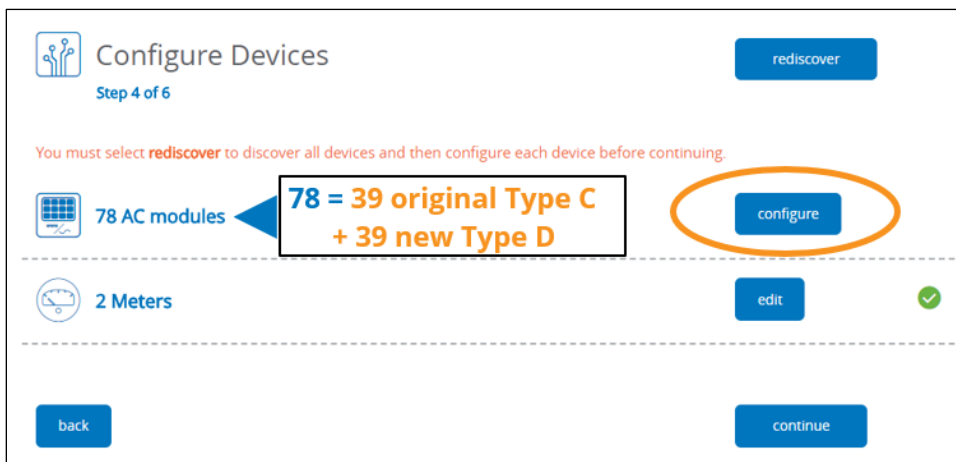 Configure Devices
rediscover
Step 4 of 6
You must select rediscover to discover all devices and then configure each device before continuing.
78 AC modules
78 = 39 original Type C
+ 39 new Type D
configure
2 Meters
edit
back
continue